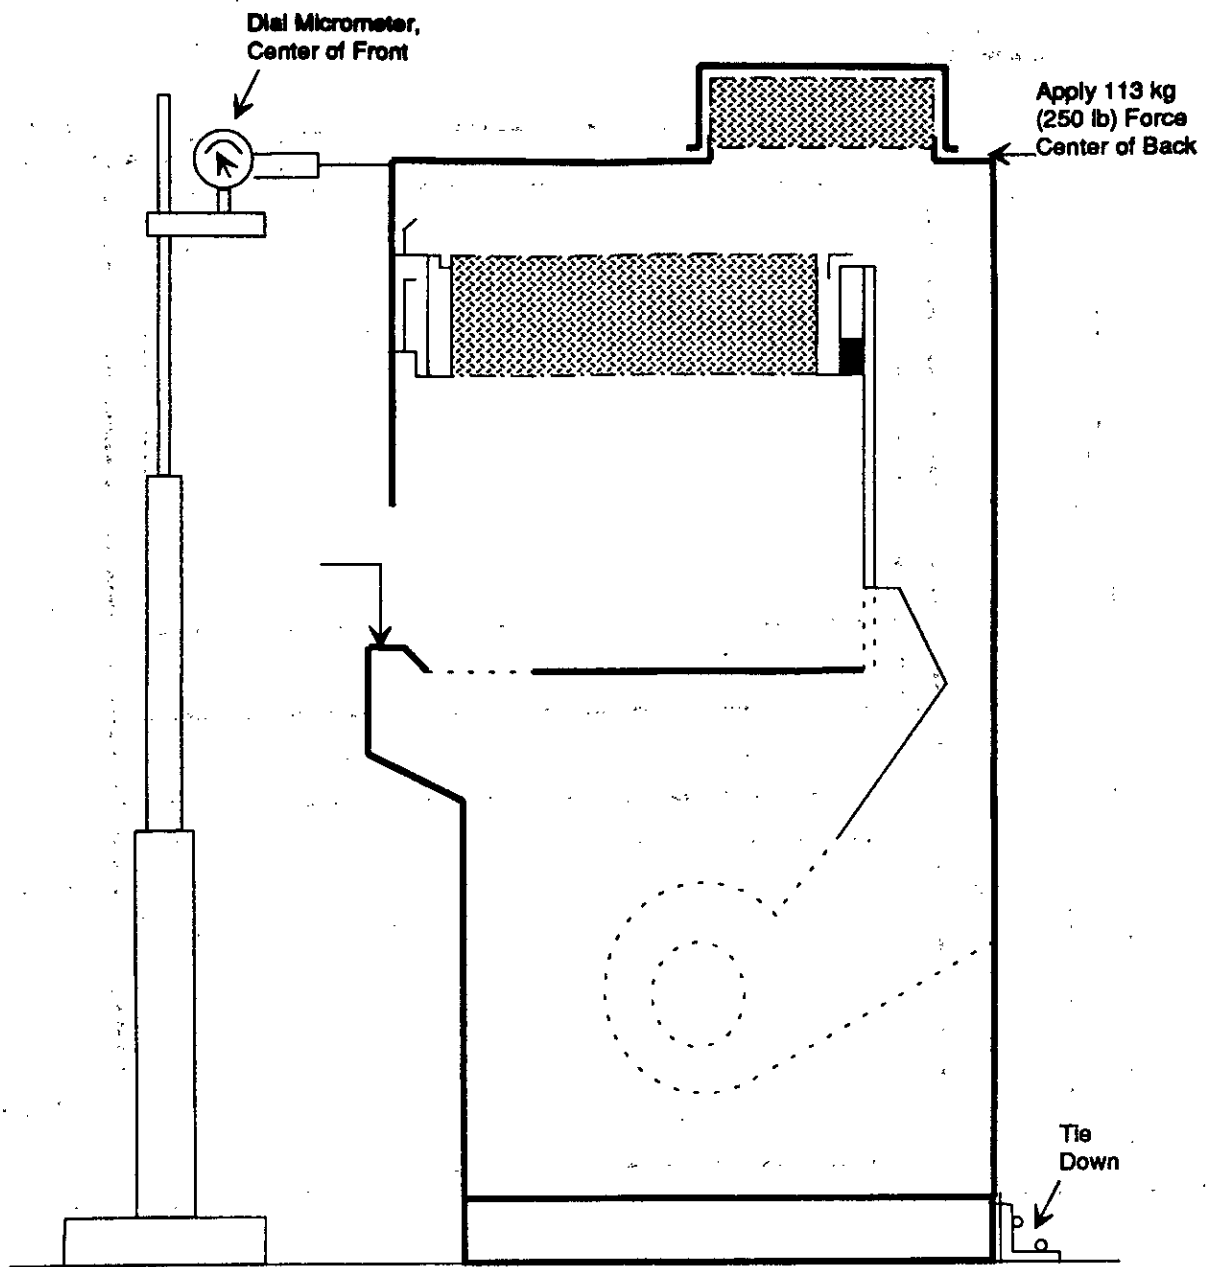 Dial Micrometer,
Center of Front
Apply 113 kg
(250 lb) Force
Center of Back
Tie
Down